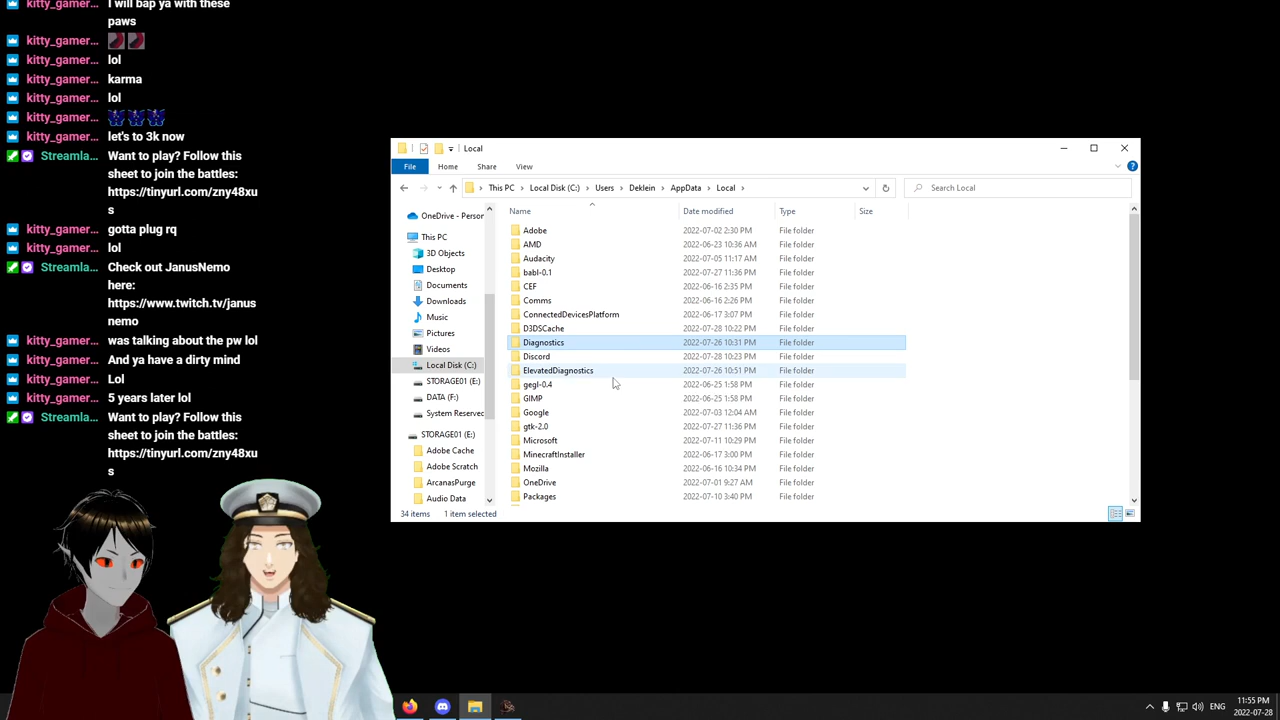 kitty_gamer... I will bap ya with these
paws
kitty_gamer...
kitty_gamer... lol
kitty_gamer... karma
kitty_gamer... lol
kitty_gamer...
kitty_gamer... let's to 3k now
Streamla... Want to play? Follow this
sheet to join the battles:
https://tinyurl.com/zny48xu
s
kitty_gamer... gotta plug rq
kitty_gamer... lol
Streamla... Check out JanusNemo
here:
https://www.twitch.tv/janus
nemo
kitty_gamer... was talking about the pw lol
kitty_gamer... And ya have a dirty mind
kitty_gamer... Lol
kitty_gamer... 5 years later lol
Streamla... Want to play? Follow this
sheet to join the battles:
https://tinyurl.com/zny48xu
s
Local
File Home Share View
This PC Local Disk (C:) Users Deklein AppData Local
Search Local
Name Date modified Type Size
OneDrive - Person
This PC
3D Objects
Desktop
Documents
Downloads
Music
Pictures
Videos
Local Disk (C:)
STORAGE01 (E:)
DATA (F:)
System Reserved
STORAGE01 (E:)
Adobe Cache
Adobe Scratch
ArcanasPurge
Audio Data
Adobe 2022-07-02 2:30 PM File folder
AMD 2022-06-23 10:36 AM File folder
Audacity 2022-07-05 11:17 AM File folder
babl-0.1 2022-07-27 11:36 PM File folder
CEF 2022-06-16 2:35 PM File folder
Comms 2022-06-16 2:26 PM File folder
ConnectedDevicesPlatform 2022-06-17 3:07 PM File folder
D3DSCache 2022-07-28 10:22 PM File folder
Diagnostics 2022-07-26 10:31 PM File folder
Discord 2022-07-28 10:23 PM File folder
ElevatedDiagnostics 2022-07-26 10:51 PM File folder
gegl-0.4 2022-06-25 1:58 PM File folder
GIMP 2022-06-25 1:58 PM File folder
Google 2022-07-03 12:04 AM File folder
gtk-2.0 2022-07-27 11:36 PM File folder
Microsoft 2022-07-11 10:29 PM File folder
MinecraftInstaller 2022-06-17 3:00 PM File folder
Mozilla 2022-06-16 10:34 PM File folder
OneDrive 2022-07-01 9:27 AM File folder
Packages 2022-07-10 3:40 PM File folder
34 items 1 item selected
ENG
11:55 PM
2022-07-28